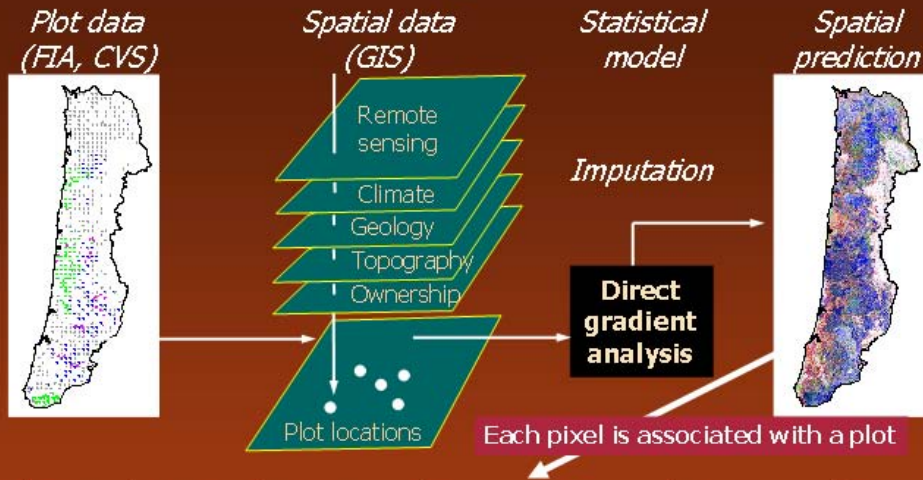 Plot data
(FIA, CVS)
Spatial data
(GIS)
Statistical
model
Spatial
prediction
Remote
sensing
Climate
Geology
Topography
Ownership
Plot locations
Imputation
Direct
gradient
analysis
Each pixel is associated with a plot